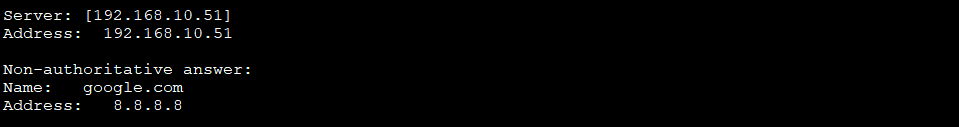 Server: [192.168.10.51]
Address:  192.168.10.51

Non-authoritative answer:
Name:   google.com
Address:   8.8.8.8